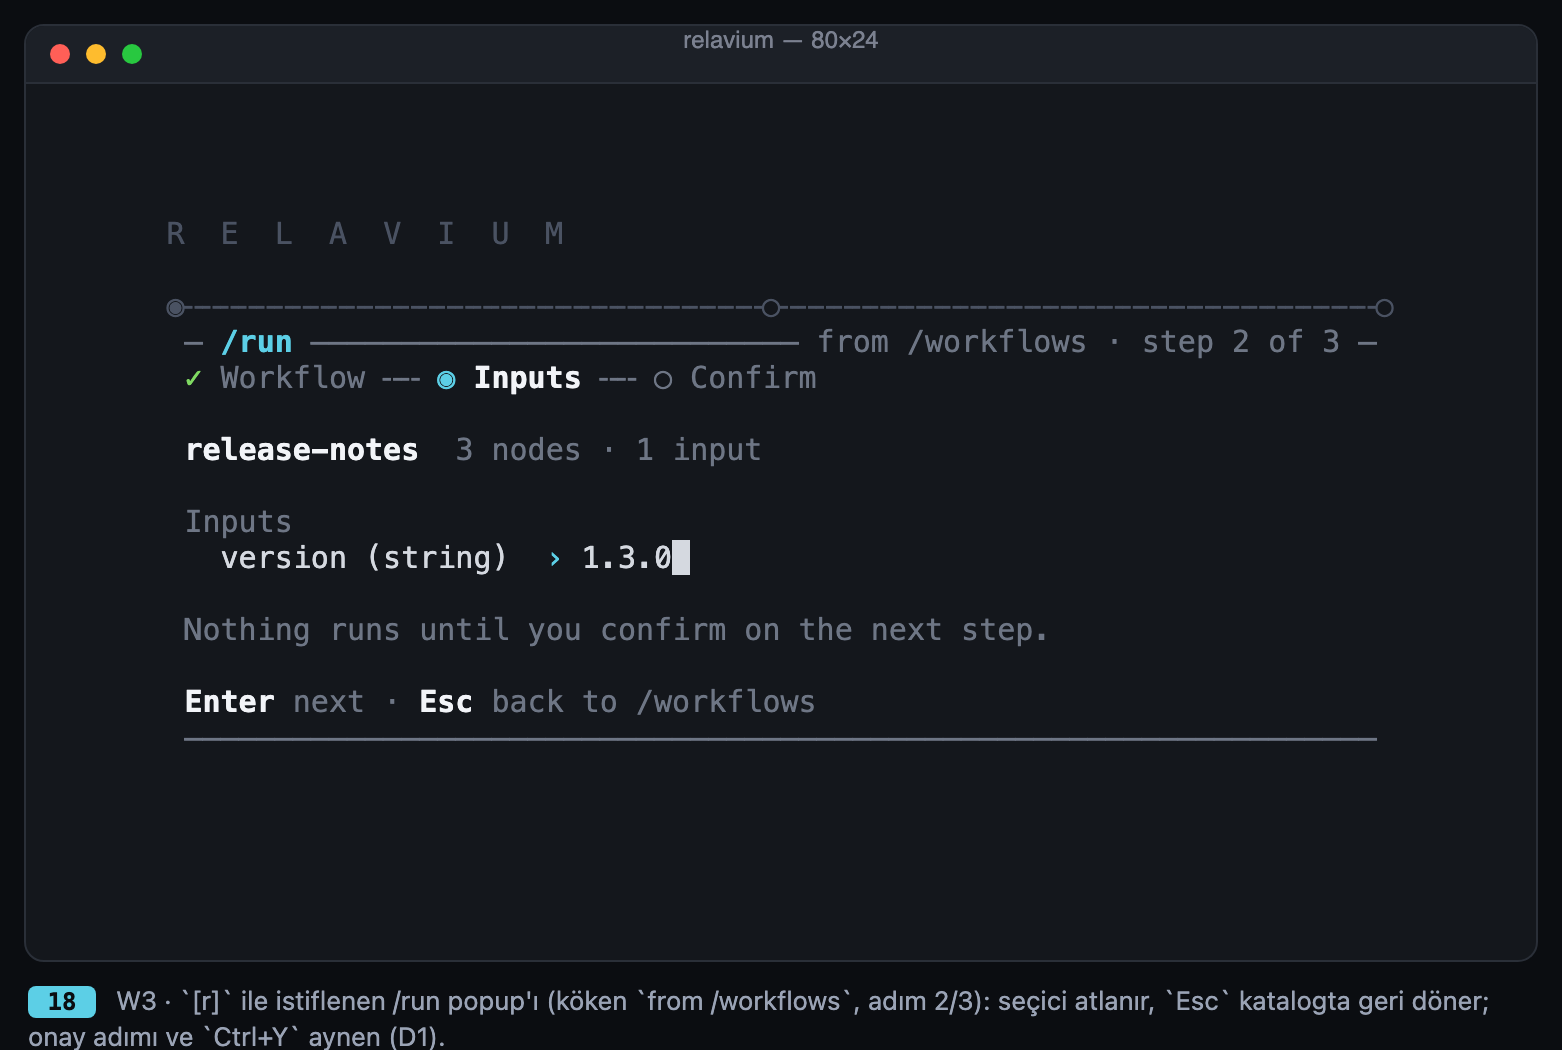 relavium — 80×24
R E L A V I U M
— /run ——————————————————————————— from /workflows · step 2 of 3 —
✓ Workflow --- ◉ Inputs --- ○ Confirm
release-notes 3 nodes · 1 input
Inputs
version (string) › 1.3.0
Nothing runs until you confirm on the next step.
Enter next · Esc back to /workflows
18 W3 · `[r]` ile istiflenen /run popup'ı (köken `from /workflows`, adım 2/3): seçici atlanır, `Esc` katalogta geri döner;
onay adımı ve `Ctrl+Y` aynen (D1).